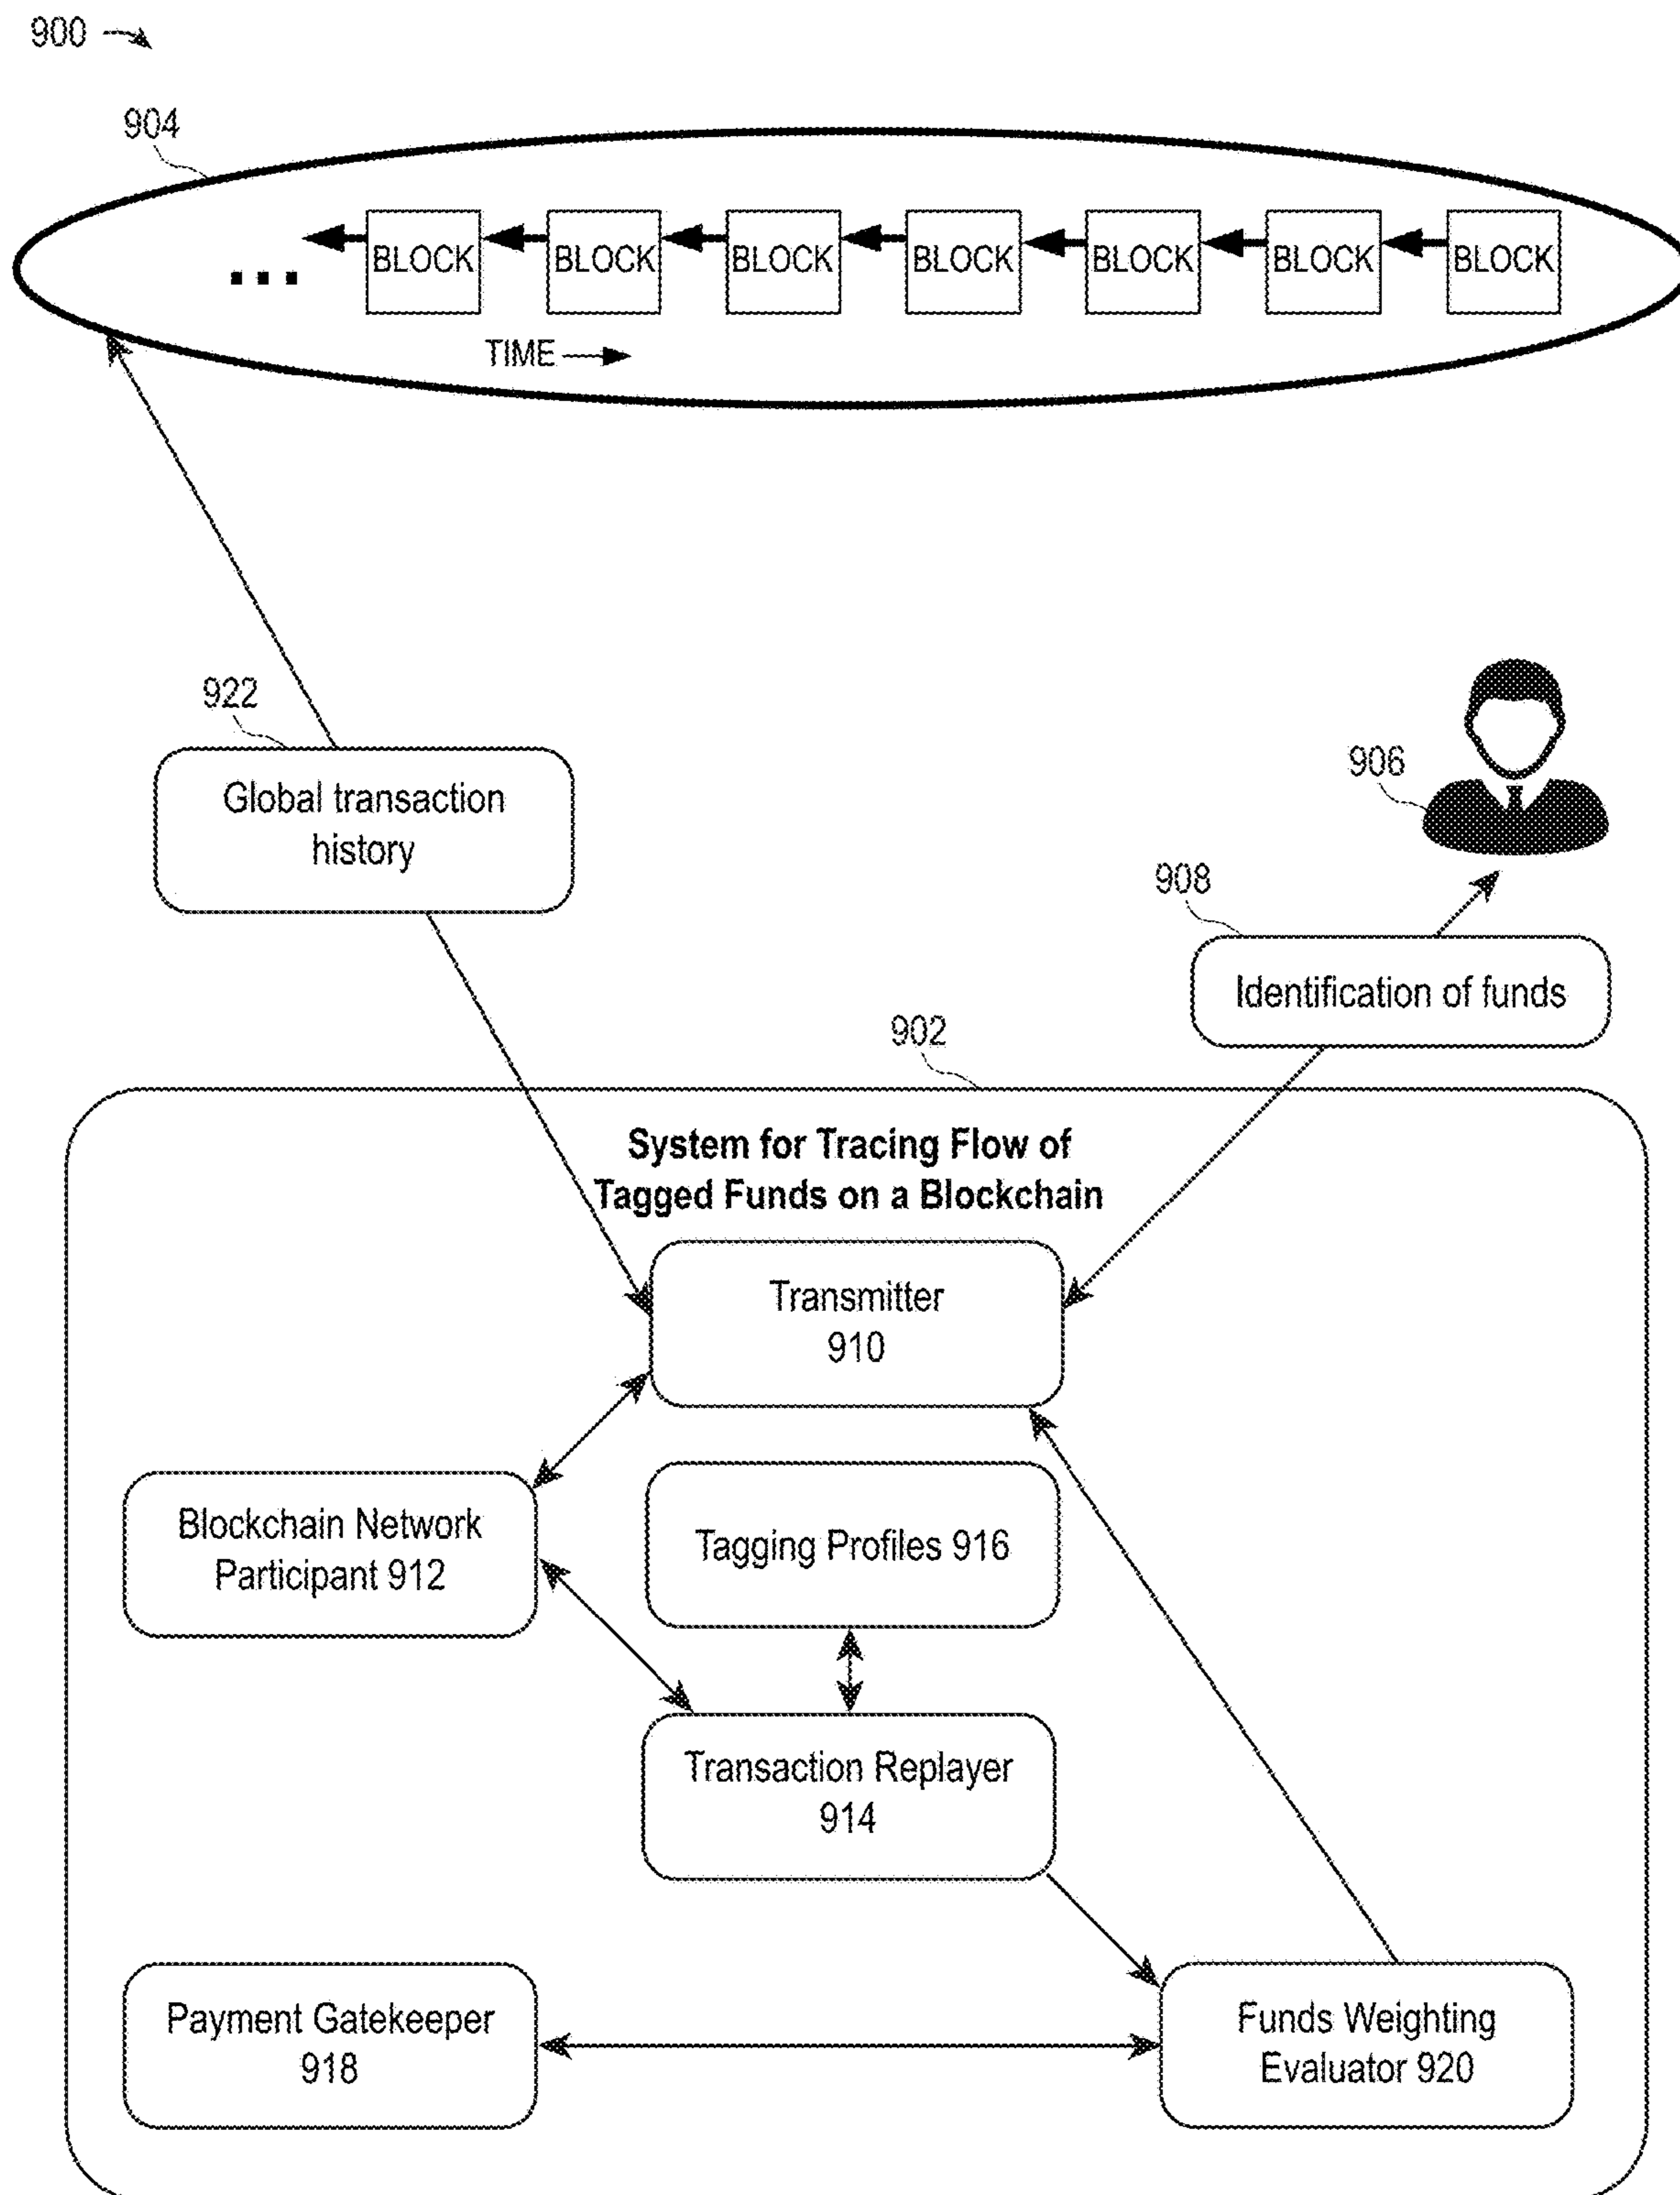 900
904
BLOCK BLOCK BLOCK BLOCK BLOCK BLOCK BLOCK
...
TIME
922
Global transaction
history
906
908
Identification of funds
902
System for Tracing Flow of
Tagged Funds on a Blockchain
Transmitter
910
Blockchain Network
Participant 912
Tagging Profiles 916
Transaction Replayer
914
Payment Gatekeeper
918
Funds Weighting
Evaluator 920